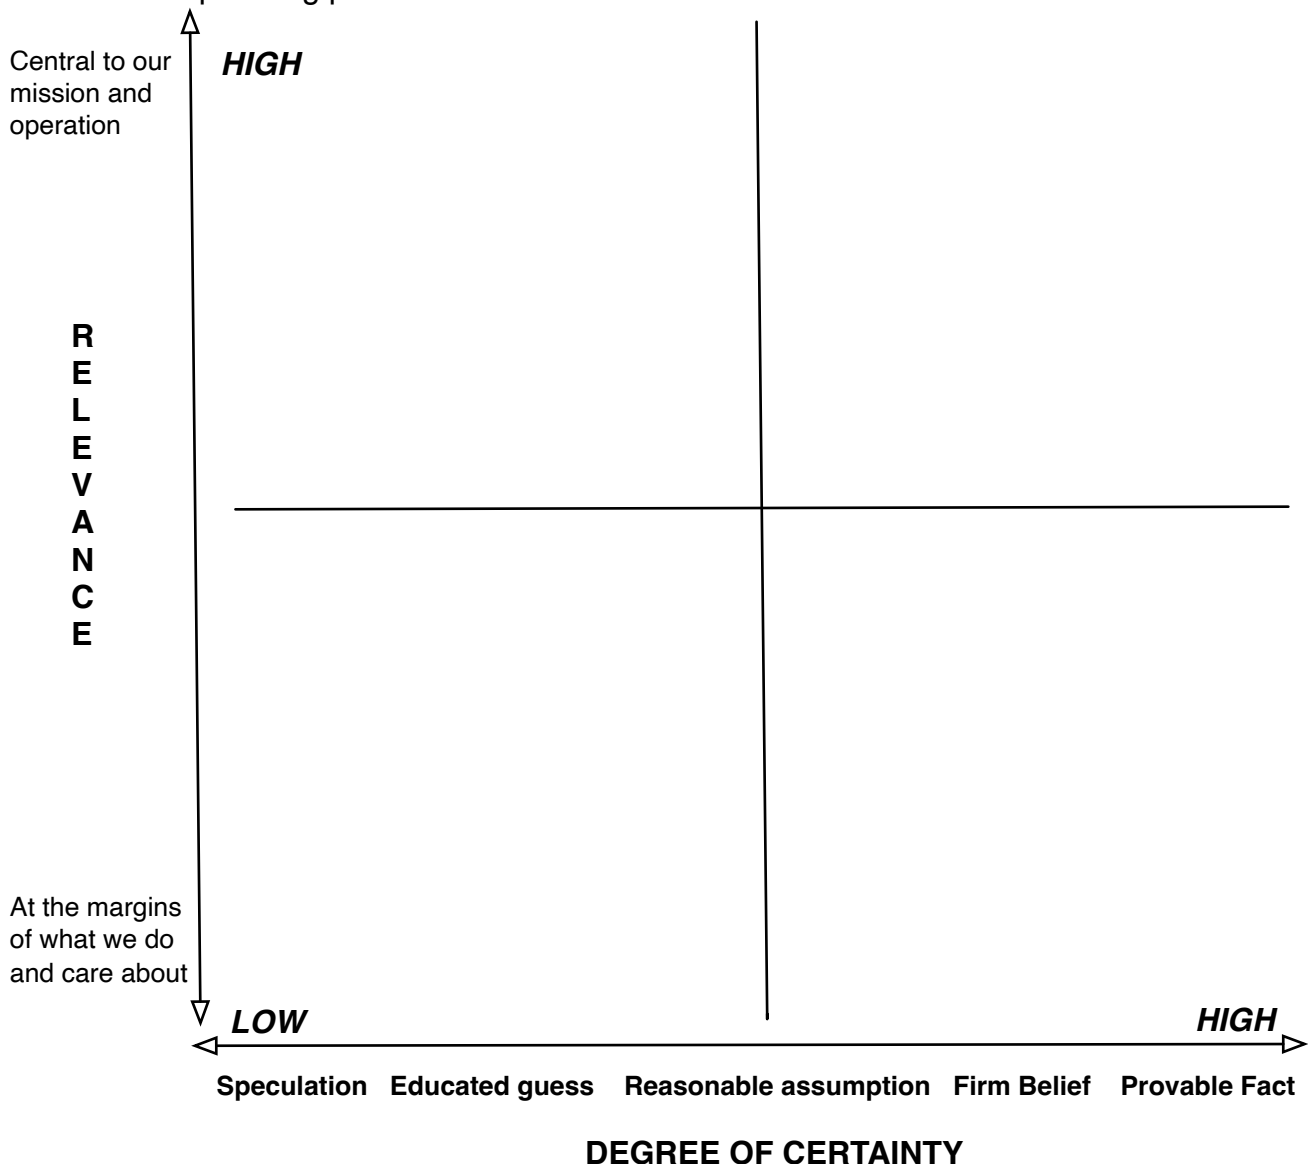 Central to our
mission and
operation
HIGH
R
E
L
E
V
A
N
C
E
At the margins
of what we do
and care about
LOW
HIGH
Speculation Educated guess Reasonable assumption Firm Belief Provable Fact
DEGREE OF CERTAINTY